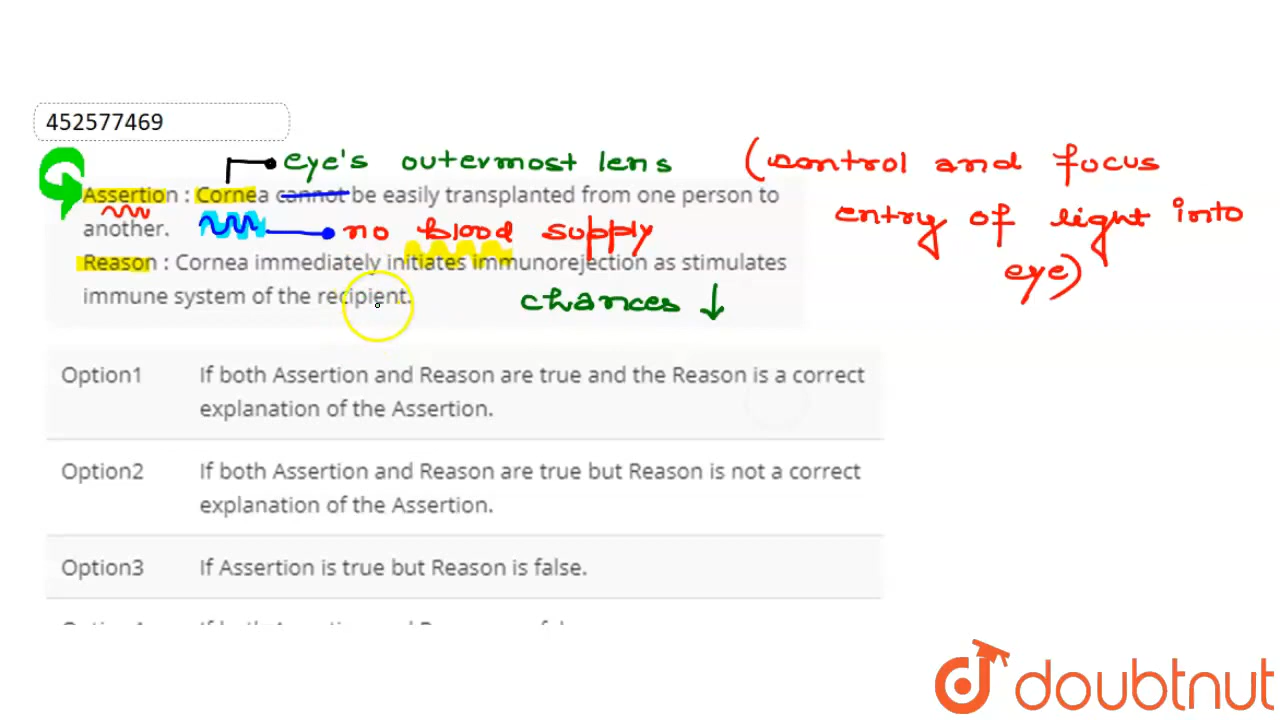 452577469
eye's outermost lens (control and focus
Assertion : Cornea cannot be easily transplanted from one person to
entry of light into
another.
no blood supply
Reason : Cornea immediately initiates immunorejection as stimulates
eye)
immune system of the recipient.
chances ↓
Option1 If both Assertion and Reason are true and the Reason is a correct
explanation of the Assertion.
Option2 If both Assertion and Reason are true but Reason is not a correct
explanation of the Assertion.
Option3 If Assertion is true but Reason is false.
doubtnut